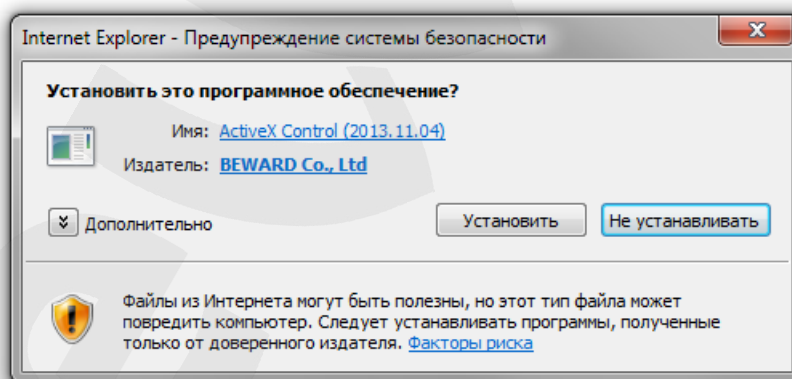 Internet Explorer - Предупреждение системы безопасности
Установить это программное обеспечение?
Имя: ActiveX Control (2013.11.04)
Издатель: BEWARD Co., Ltd
Дополнительно
Установить
Не устанавливать
Файлы из Интернета могут быть полезны, но этот тип файла может
повредить компьютер. Следует устанавливать программы, полученные
только от доверенного издателя. Факторы риска